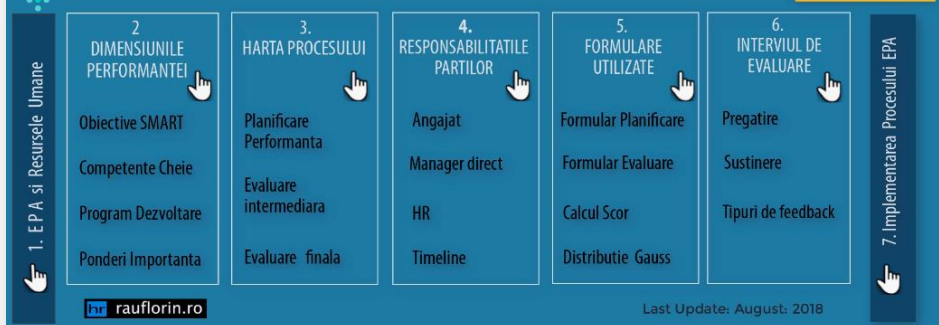 1. E P A si Resursele Umane
2
DIMENSIUNILE
PERFORMANTEI
Obiective SMART
Competente Cheie
Program Dezvoltare
Ponderi Importanta
3.
HARTA PROCESULUI
Planificare
Performanta
Evaluare
intermediara
Evaluare finala
4.
RESPONSABILITATILE
PARTILOR
Angajat
Manager direct
HR
Timeline
5.
FORMULARE
UTILIZATE
Formular Planificare
Formular Evaluare
Calcul Scor
Distributie Gauss
6.
INTERVIUL DE
EVALUARE
Pregatire
Sustinere
Tipuri de feedback
7. Implementarea Procesului EPA
hr rauflorin.ro
Last Update: August: 2018